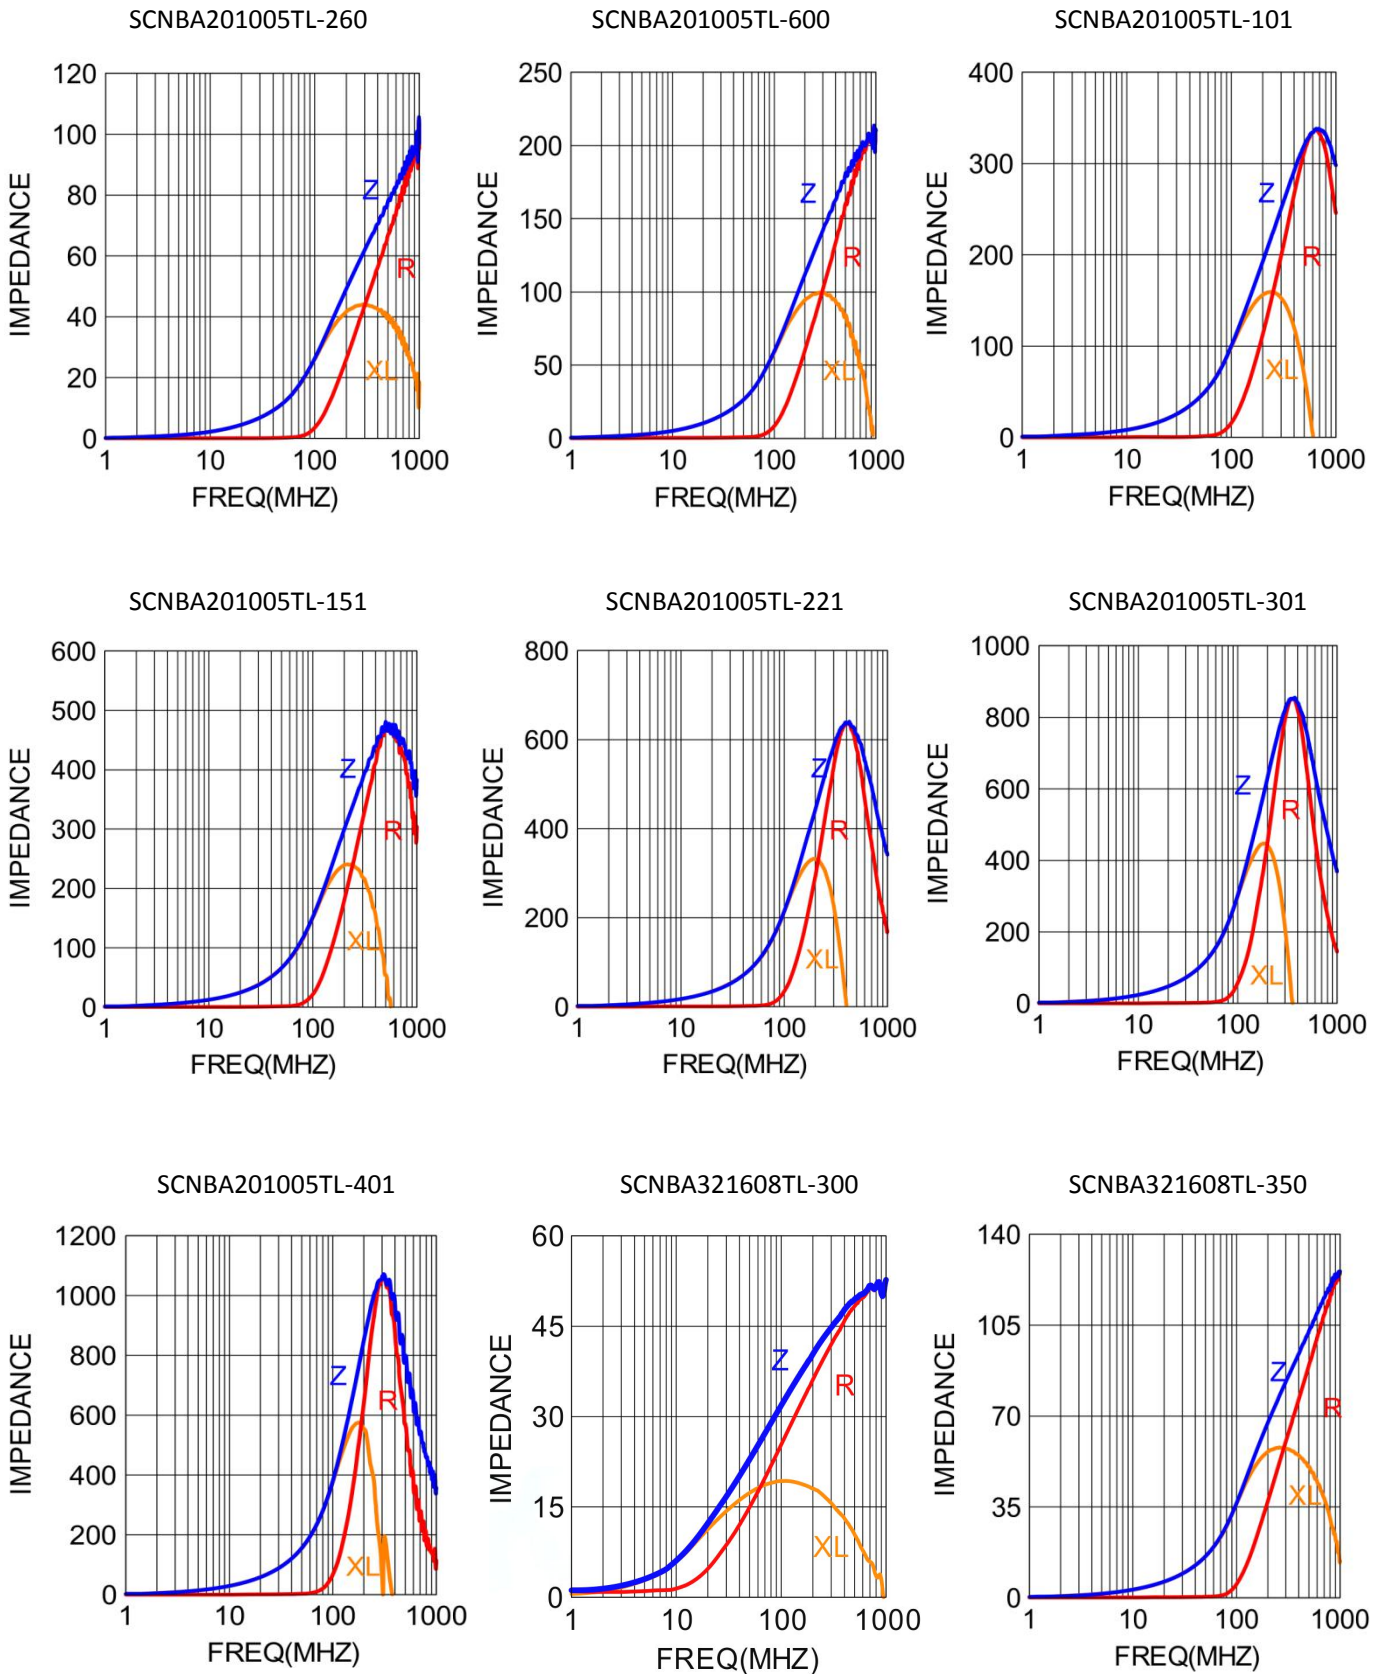 SCNBA201005TL-260
SCNBA201005TL-600
SCNBA201005TL-101
120
100
80
60
40
20
0
IMPEDANCE
Z
R
XL
1 10 100 1000
FREQ(MHZ)
250
200
150
100
50
0
IMPEDANCE
Z
R
XL
1 10 100 1000
FREQ(MHZ)
400
300
200
100
0
IMPEDANCE
Z
R
XL
1 10 100 1000
FREQ(MHZ)
SCNBA201005TL-151
SCNBA201005TL-221
SCNBA201005TL-301
600
500
400
300
200
100
0
IMPEDANCE
Z
R
XL
1 10 100 1000
FREQ(MHZ)
800
600
400
200
0
IMPEDANCE
Z
R
XL
1 10 100 1000
FREQ(MHZ)
1000
800
600
400
200
0
IMPEDANCE
Z
R
XL
1 10 100 1000
FREQ(MHZ)
SCNBA201005TL-401
SCNBA321608TL-300
SCNBA321608TL-350
1200
1000
800
600
400
200
0
IMPEDANCE
Z
R
XL
1 10 100 1000
FREQ(MHZ)
60
45
30
15
0
IMPEDANCE
Z
R
XL
1 10 100 1000
FREQ(MHZ)
140
105
70
35
0
IMPEDANCE
Z
R
XL
1 10 100 1000
FREQ(MHZ)